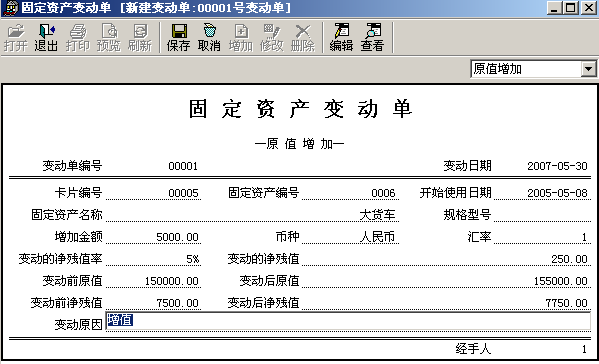 固定资产变动单 [新建变动单:00001号变动单]
打开 退出 打印 预览 刷新 保存 取消 增加 修改 删除 编辑 查看
原值增加
固 定 资 产 变 动 单
—原 值 增 加—
变动单编号 00001 变动日期 2007-05-30
卡片编号 00005 固定资产编号 0006 开始使用日期 2005-05-08
固定资产名称 大货车 规格型号
增加金额 5000.00 币种 人民币 汇率 1
变动的净残值率 5% 变动的净残值 250.00
变动前原值 150000.00 变动后原值 155000.00
变动前净残值 7500.00 变动后净残值 7750.00
变动原因 增值
经手人 1